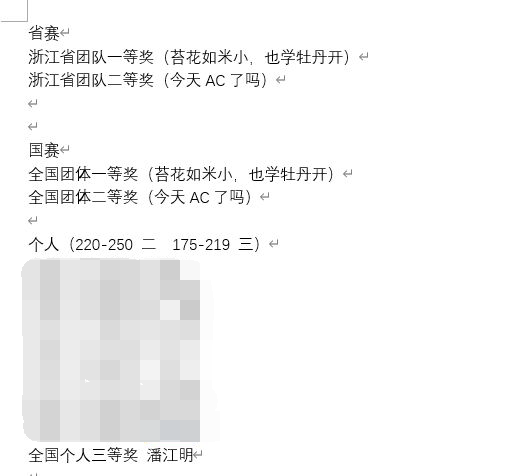 省赛
浙江省团队一等奖（苔花如米小，也学牡丹开）
浙江省团队二等奖（今天 AC 了吗）
国赛
全国团体一等奖（苔花如米小，也学牡丹开）
全国团体二等奖（今天 AC 了吗）
个人（220-250 二 175-219 三）
全国个人三等奖 潘江明